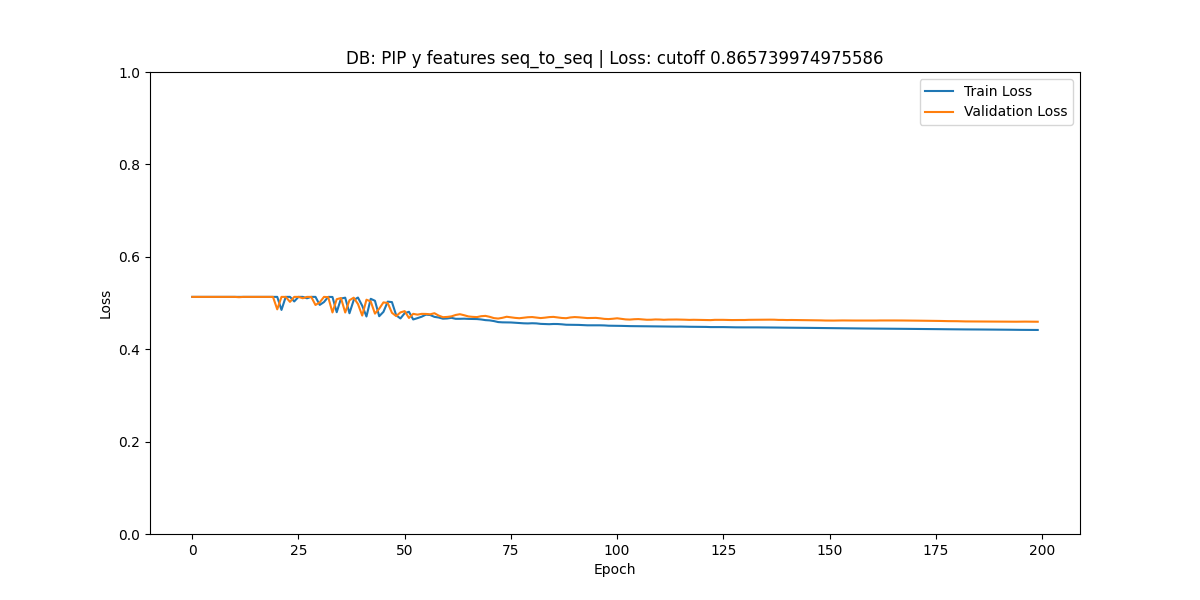 DB: PIP y features seq_to_seq | Loss: cutoff 0.865739974975586
1.0
0.8
0.6
0.4
0.2
0.0
Loss
Train Loss
Validation Loss
0 25 50 75 100 125 150 175 200
Epoch